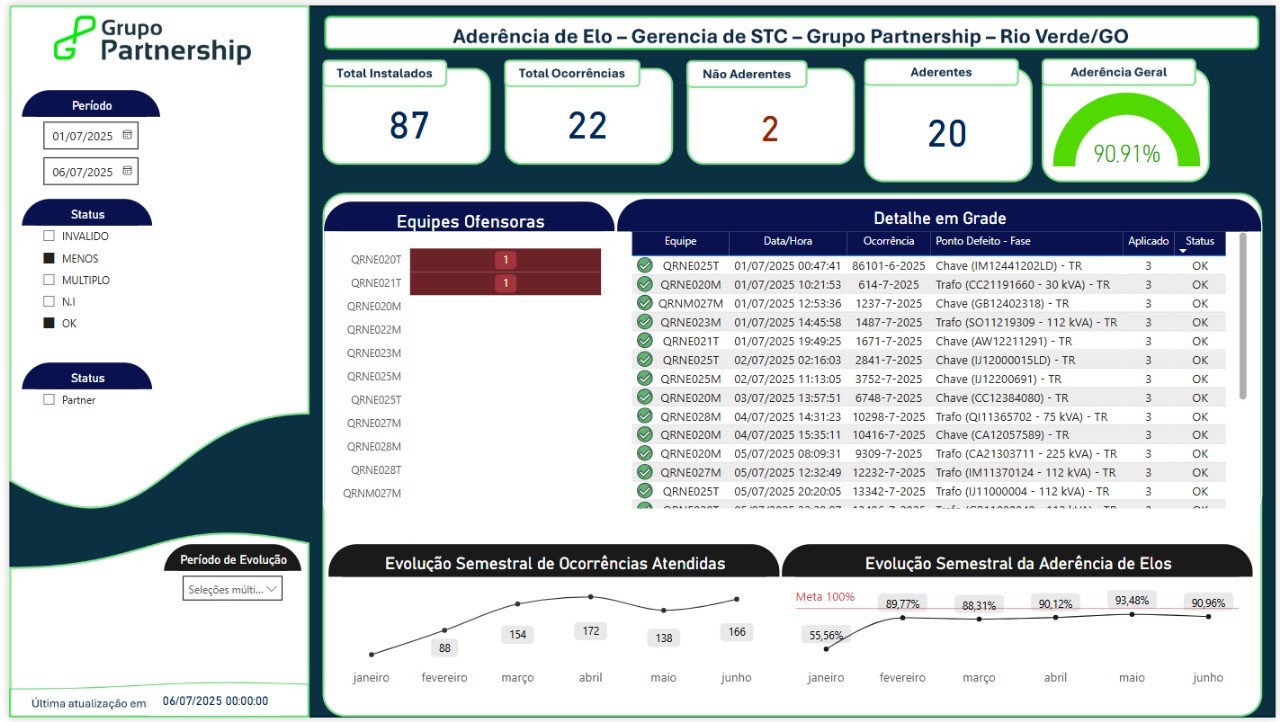 Grupo
Partnership
Aderência de Elo – Gerencia de STC – Grupo Partnership – Rio Verde/GO
Total Instalados
87
Total Ocorrências
22
Não Aderentes
2
Aderentes
20
Aderência Geral
90,91%
Período
01/07/2025
06/07/2025
Status
INVALIDO
MENOS
MULTIPLO
N.I
OK
Status
Partner
Período de Evolução
Seleções múlti...
Última atualização em 06/07/2025 00:00:00
Equipes Ofensoras
QRNE020T 1
QRNE021T 1
QRNE020M
QRNE022M
QRNE023M
QRNE025M
QRNE025T
QRNE027M
QRNE028M
QRNE028T
QRNM027M
Detalhe em Grade
Equipe Data/Hora Ocorrência Ponto Defeito - Fase Aplicado Status
QRNE025T 01/07/2025 00:47:41 86101-6-2025 Chave (IM12441202LD) - TR 3 OK
QRNE020M 01/07/2025 10:21:53 614-7-2025 Trafo (CC21191660 - 30 kVA) - TR 3 OK
QRNM027M 01/07/2025 12:53:36 1237-7-2025 Chave (GB12402318) - TR 3 OK
QRNE023M 01/07/2025 14:45:58 1487-7-2025 Trafo (SO11219309 - 112 kVA) - TR 3 OK
QRNE021T 01/07/2025 19:49:25 1671-7-2025 Chave (AW12211291) - TR 3 OK
QRNE025T 02/07/2025 02:16:03 2841-7-2025 Chave (IJ12000015LD) - TR 3 OK
QRNE025M 02/07/2025 11:13:05 3752-7-2025 Chave (IJ12200691) - TR 3 OK
QRNE020M 03/07/2025 13:57:51 6748-7-2025 Chave (CC12384080) - TR 3 OK
QRNE028M 04/07/2025 14:31:23 10298-7-2025 Trafo (QI11365702 - 75 kVA) - TR 3 OK
QRNE020M 04/07/2025 15:35:11 10416-7-2025 Chave (CA12057589) - TR 3 OK
QRNE020M 05/07/2025 08:09:31 9309-7-2025 Trafo (CA21303711 - 225 kVA) - TR 3 OK
QRNE027M 05/07/2025 12:32:49 12232-7-2025 Trafo (IM11370124 - 112 kVA) - TR 3 OK
QRNE025T 05/07/2025 20:20:05 13342-7-2025 Trafo (IJ11000004 - 112 kVA) - TR 3 OK
Evolução Semestral de Ocorrências Atendidas
88
154
172
138
166
janeiro fevereiro março abril maio junho
Evolução Semestral da Aderência de Elos
Meta 100%
55,56%
89,77%
88,31%
90,12%
93,48%
90,96%
janeiro fevereiro março abril maio junho